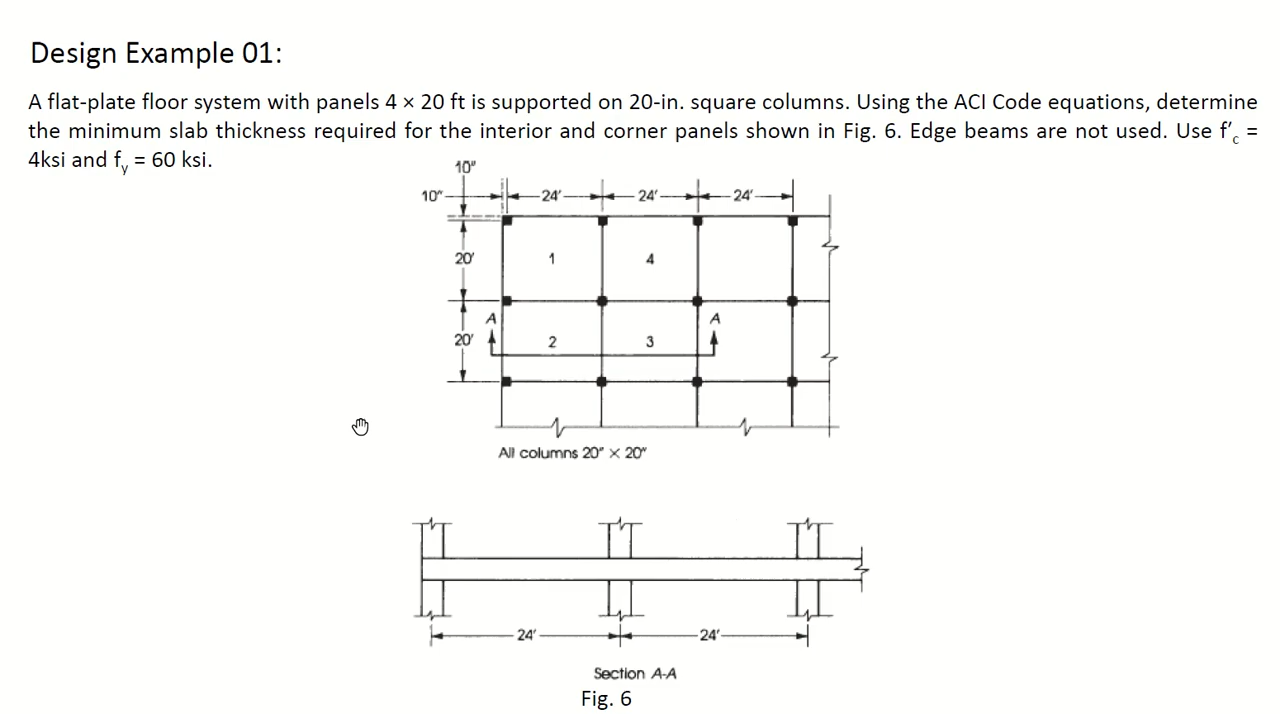 Design Example 01:
A flat-plate floor system with panels 4 × 20 ft is supported on 20-in. square columns. Using the ACI Code equations, determine
the minimum slab thickness required for the interior and corner panels shown in Fig. 6. Edge beams are not used. Use f′c =
4ksi and fy = 60 ksi.
10"
10" 24' 24' 24'
20' 1 4
A A
20' 2 3
All columns 20" × 20"
24' 24'
Section A-A
Fig. 6